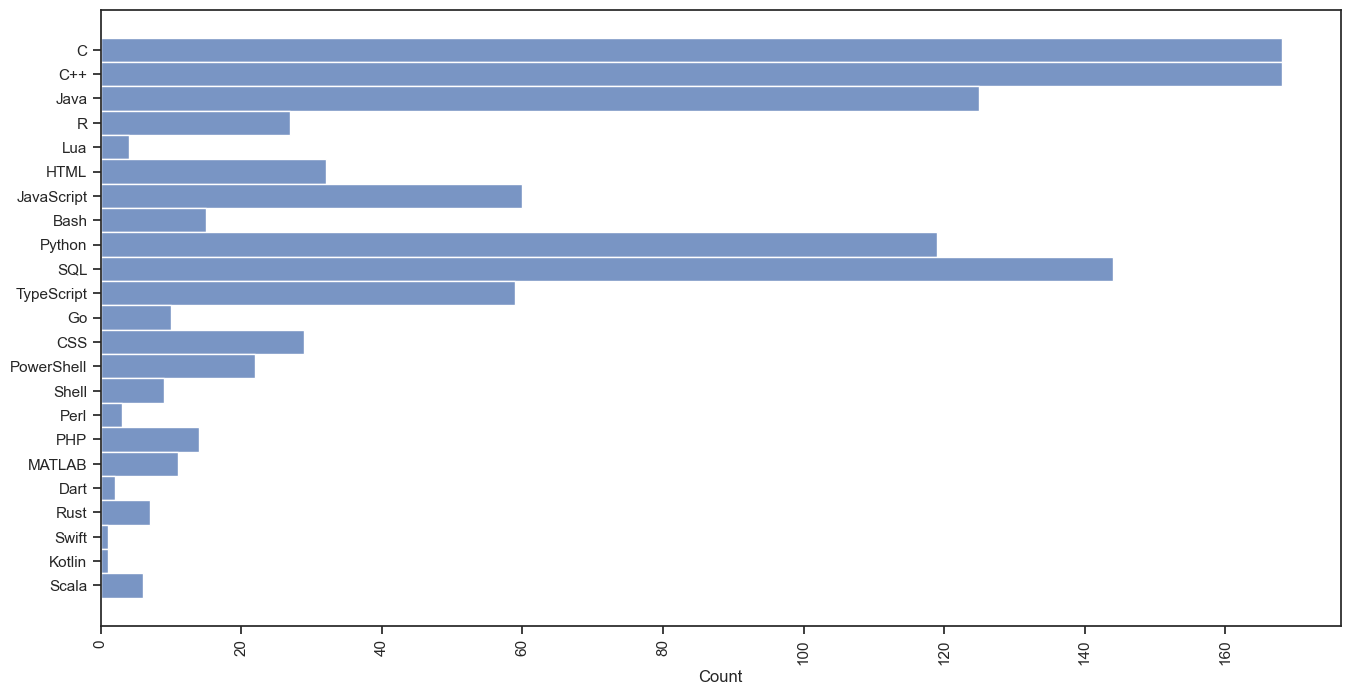 C
C++
Java
R
Lua
HTML
JavaScript
Bash
Python
SQL
TypeScript
Go
CSS
PowerShell
Shell
Perl
PHP
MATLAB
Dart
Rust
Swift
Kotlin
Scala
0 20 40 60 80 100 120 140 160
Count